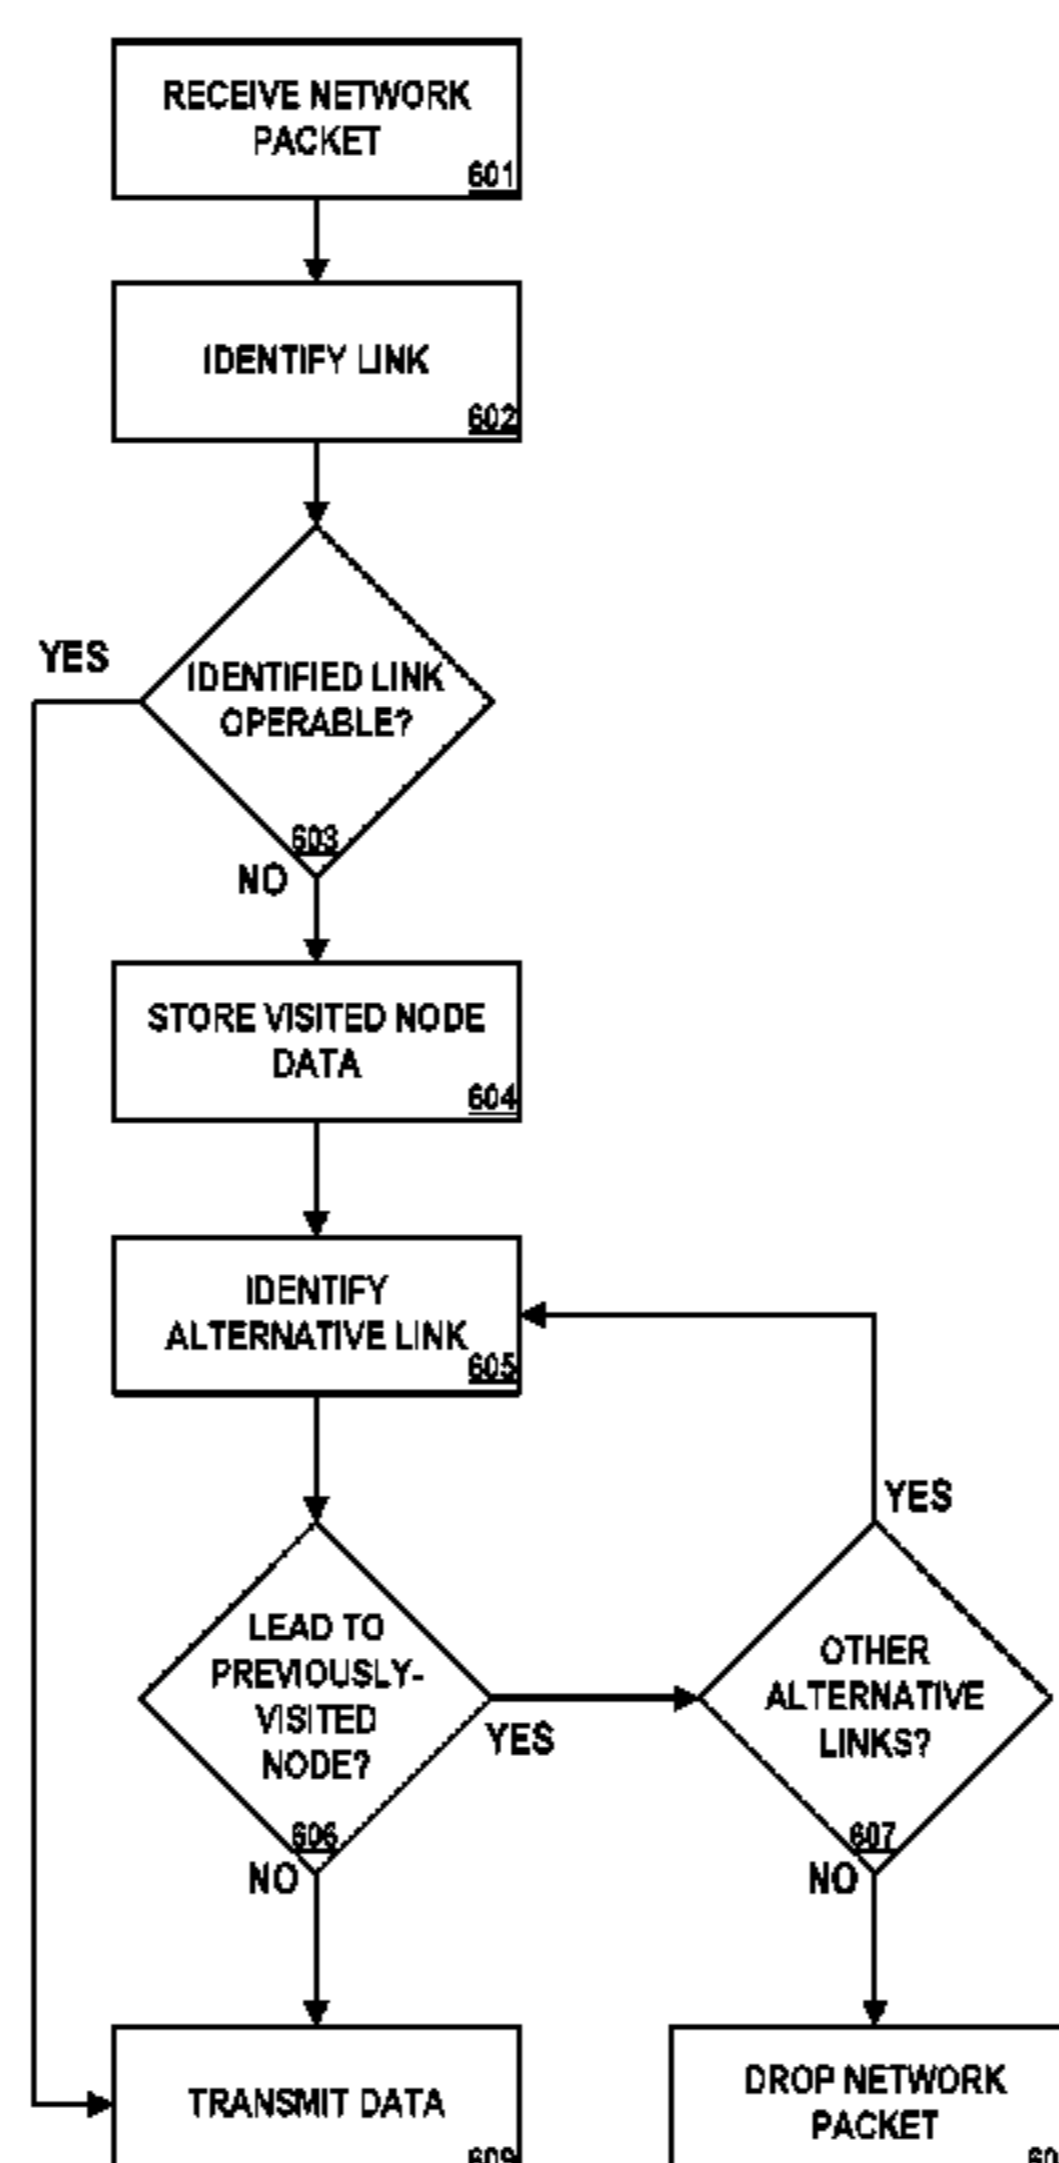 RECEIVE NETWORK
PACKET
601
IDENTIFY LINK
602
YES
IDENTIFIED LINK
OPERABLE?
603
NO
STORE VISITED NODE
DATA
604
IDENTIFY
ALTERNATIVE LINK
605
YES
LEAD TO
PREVIOUSLY-
VISITED
NODE?
606
YES
OTHER
ALTERNATIVE
LINKS?
607
NO
NO
TRANSMIT DATA
DROP NETWORK
PACKET